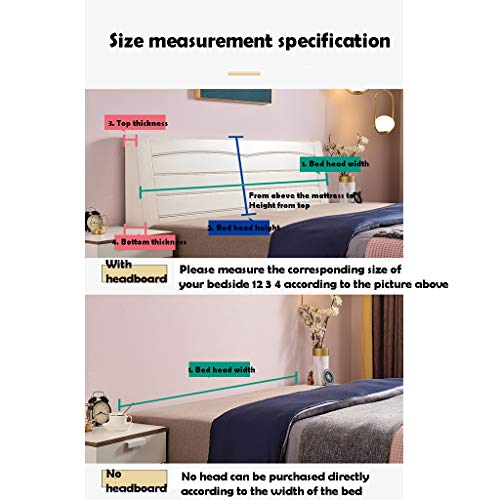 Size measurement specification
3. Top thickness
1. Bed head width
From above the mattress to
Height from top
2. Bed head height
4. Bottom thickness
With
headboard
Please measure the corresponding size of
your bedside 12 3 4 according to the picture above
1. Bed head width
No
headboard
No head can be purchased directly
according to the width of the bed